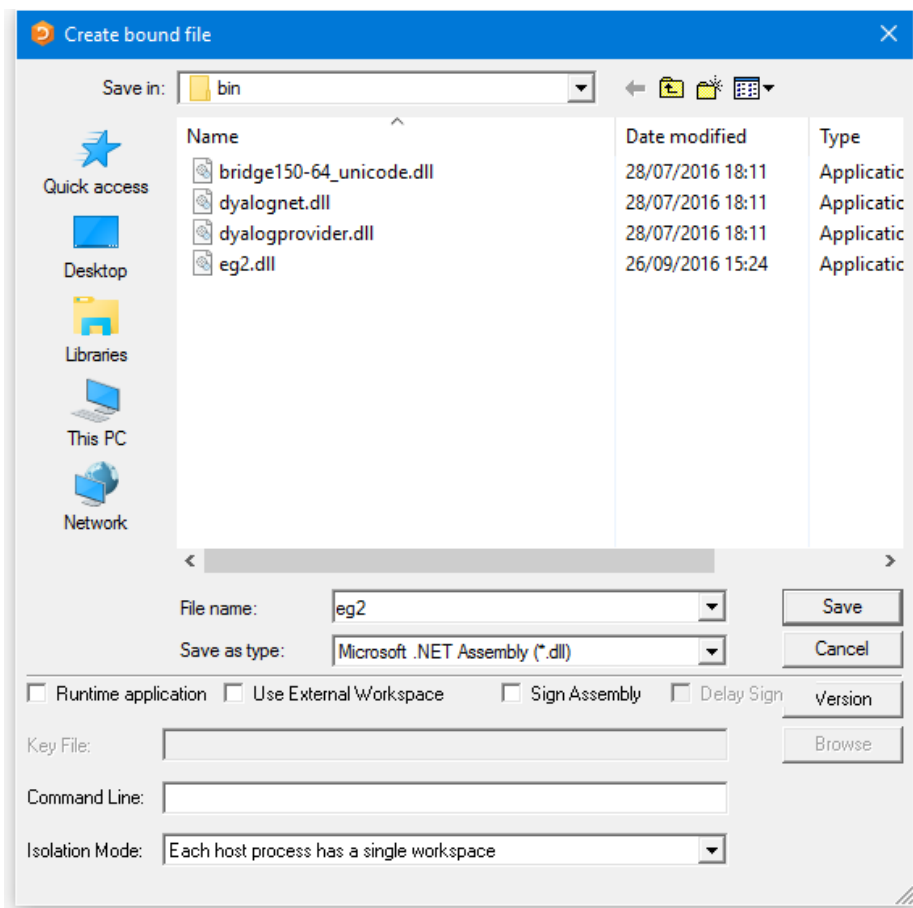 Create bound file
Save in: bin
Name Date modified Type
bridge150-64_unicode.dll 28/07/2016 18:11 Applicatic
dyalognet.dll 28/07/2016 18:11 Applicatic
dyalogprovider.dll 28/07/2016 18:11 Applicatic
eg2.dll 26/09/2016 15:24 Applicatic
Quick access
Desktop
Libraries
This PC
Network
File name: eg2 Save
Save as type: Microsoft .NET Assembly (*.dll) Cancel
Runtime application Use External Workspace Sign Assembly Delay Sign Version
Key File: Browse
Command Line:
Isolation Mode: Each host process has a single workspace